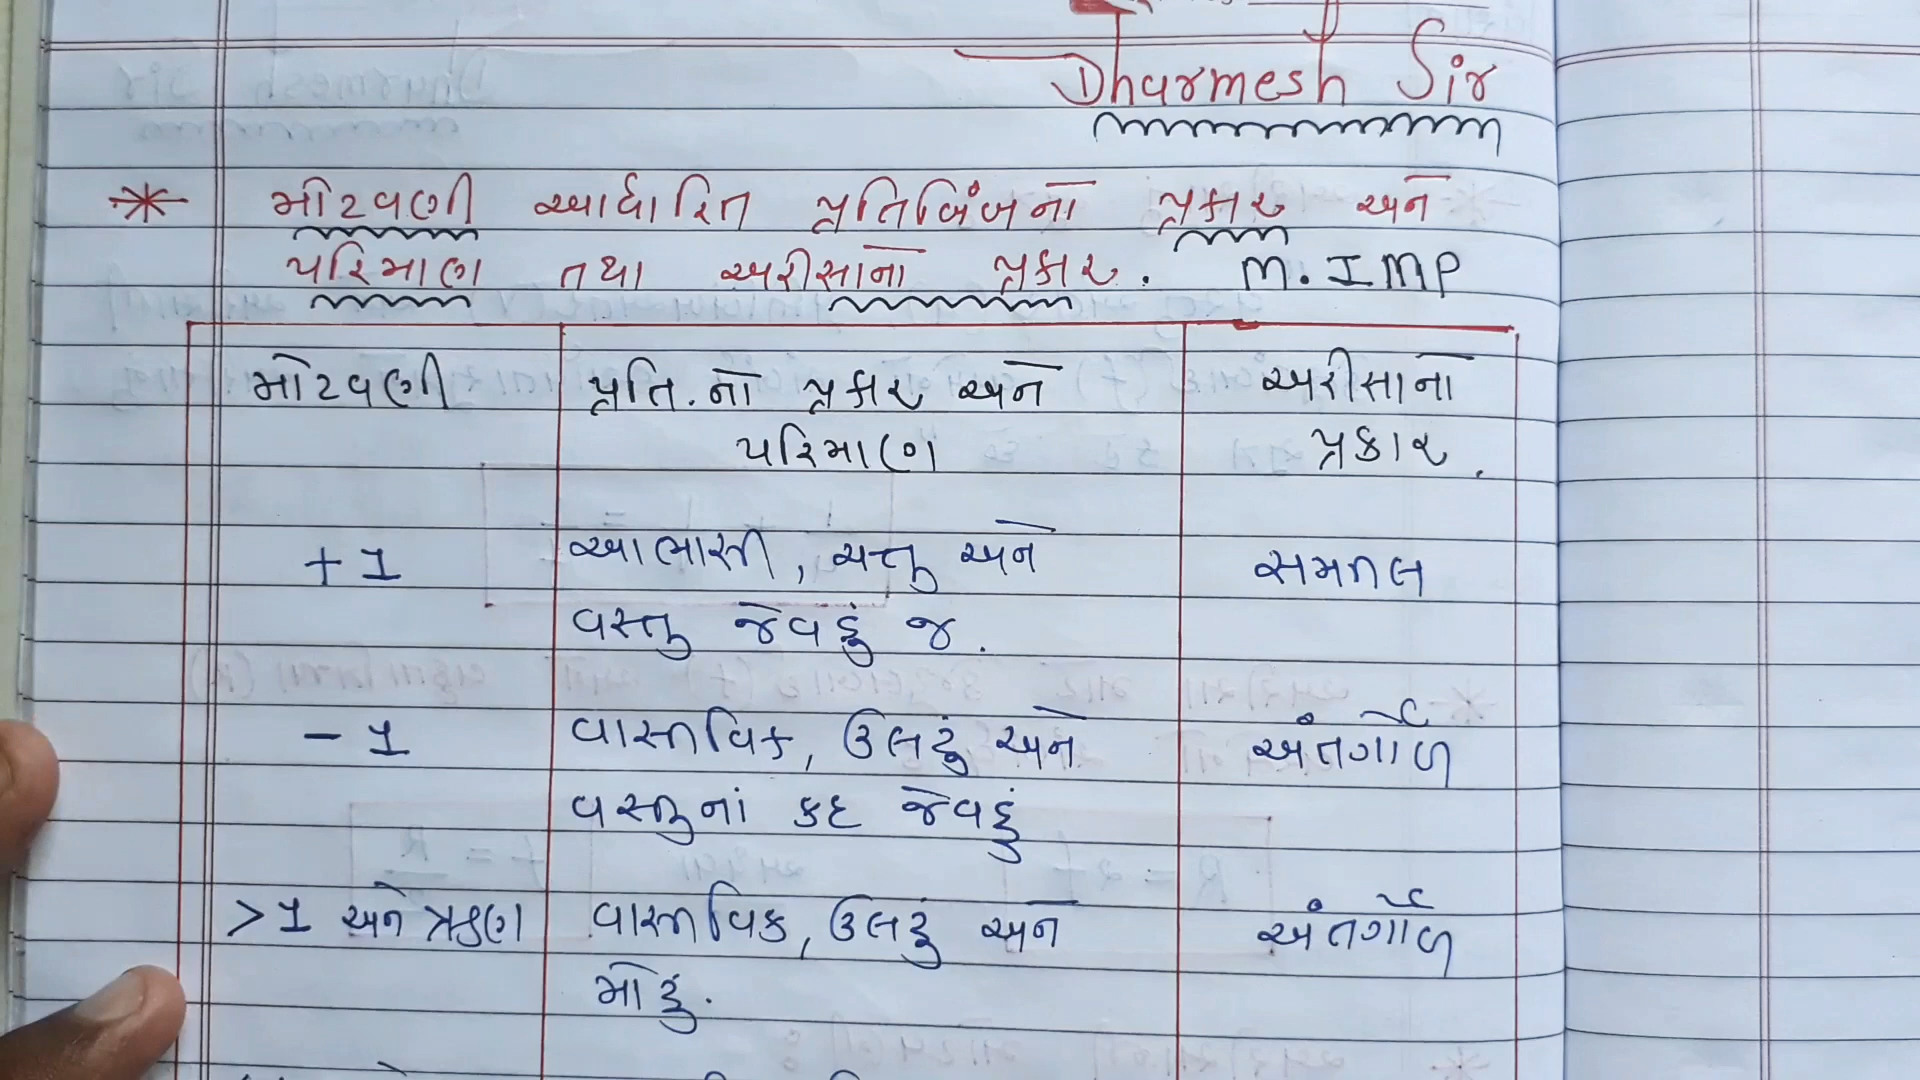 Dharmesh Sir
* મોટવણી આધારિત પ્રતિબિંબનો પ્રકાર અને
પરિમાણ તથા અરીસાનો પ્રકાર. M. IMP
મોટવણી પ્રતિ.નો પ્રકાર અને અરીસાનો
પરિમાણ પ્રકાર.
+1 આભાસી, ચત્તુ અને સમતલ
વસ્તુ જેવડું જ.
-1 વાસ્તવિક, ઉલટું અને અંતર્ગોળ
વસ્તુનાં કદ જેવડું
>1 અને ઋણ વાસ્તવિક, ઉલટું અને અંતર્ગોળ
મોટું.